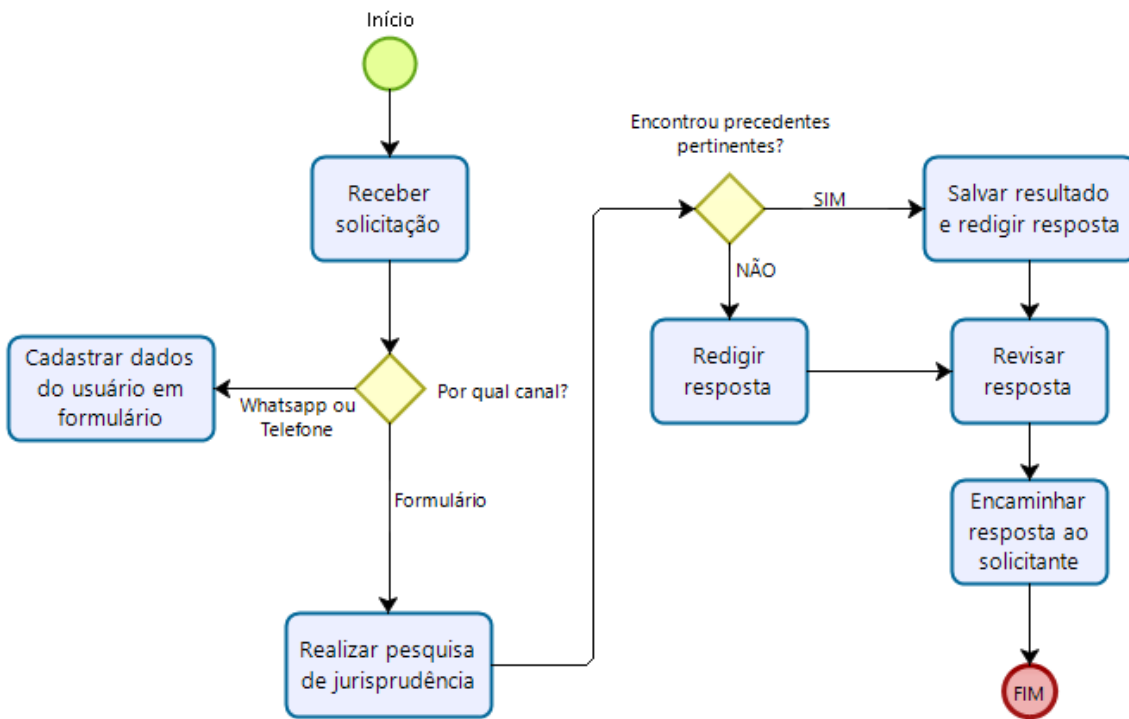 Início
Receber
solicitação
Por qual canal?
Whatsapp ou
Telefone
Cadastrar dados
do usuário em
formulário
Formulário
Realizar pesquisa
de jurisprudência
Encontrou precedentes
pertinentes?
SIM
Salvar resultado
e redigir resposta
NÃO
Redigir
resposta
Revisar
resposta
Encaminhar
resposta ao
solicitante
FIM